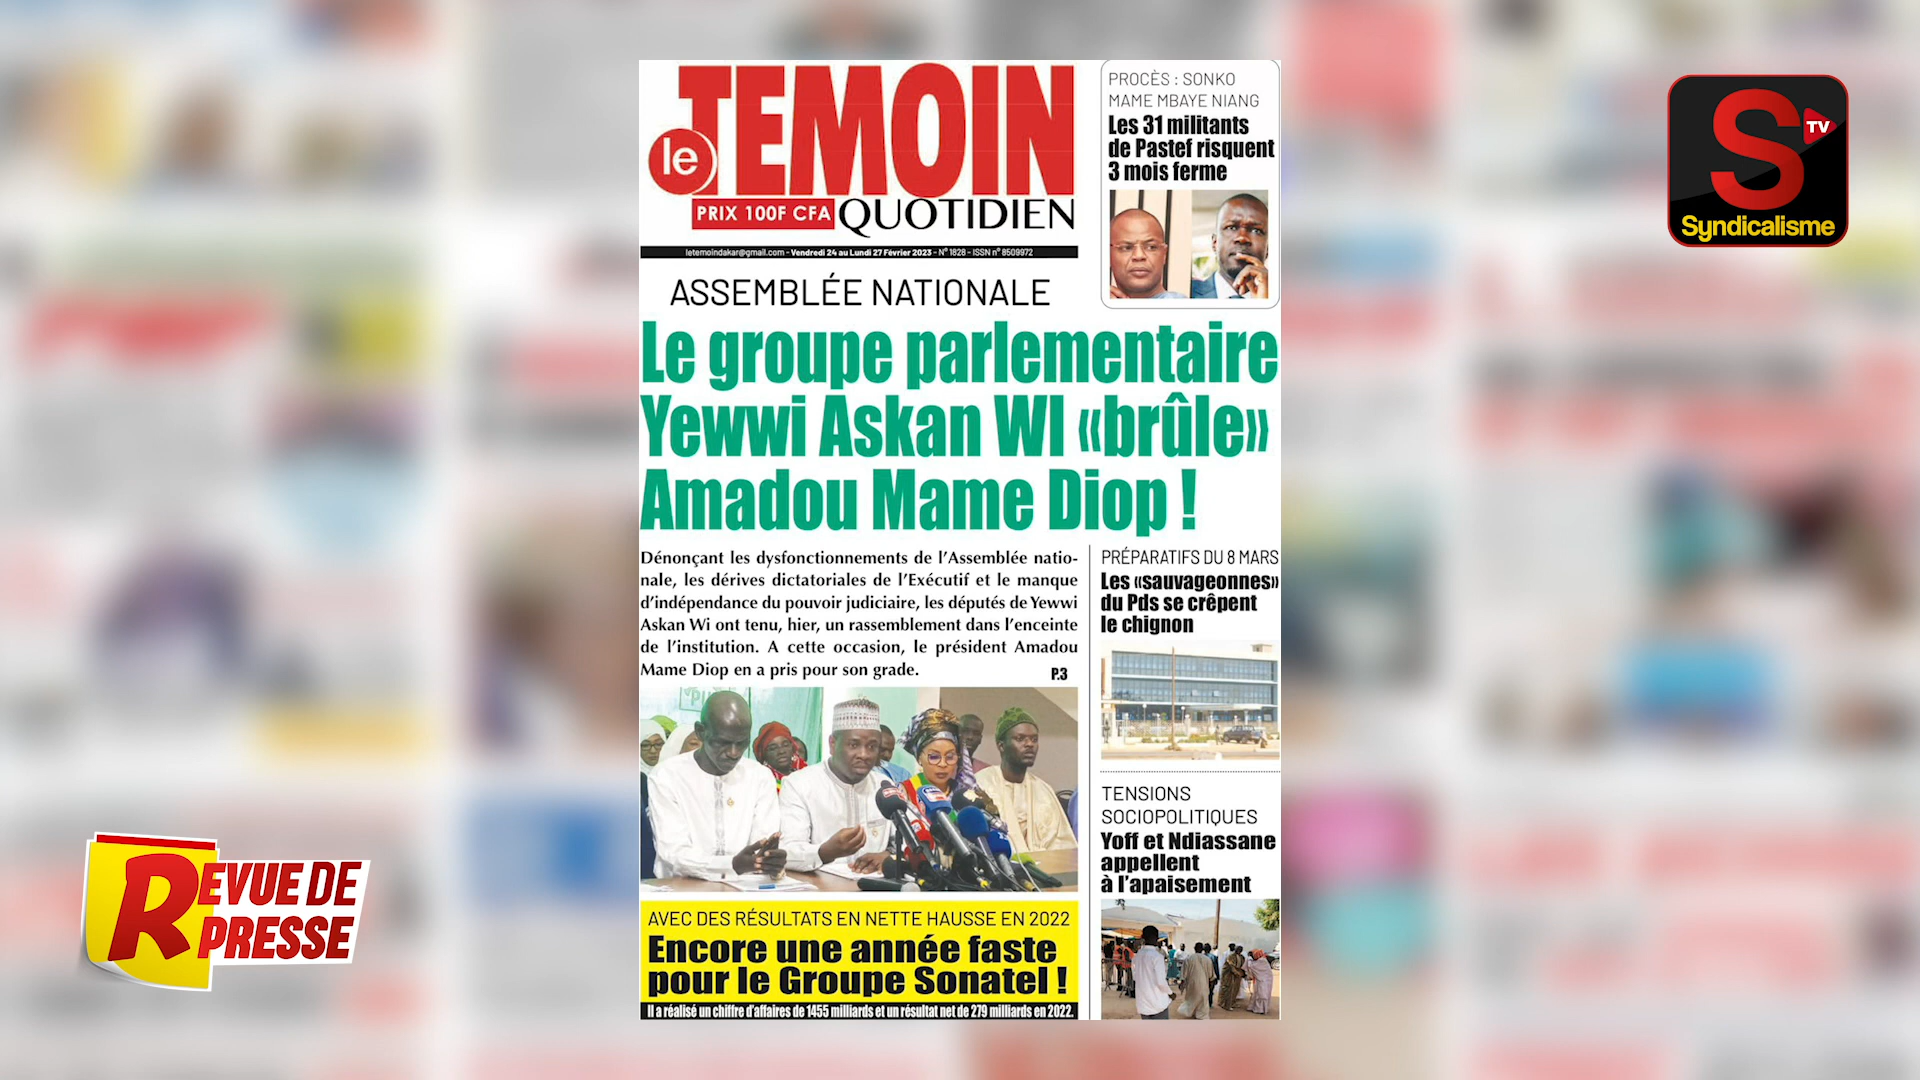 le TEMOIN
PRIX 100F CFA QUOTIDIEN
letemoindakar@gmail.com - Vendredi 24 au Lundi 27 Février 2023 - N° 1828 - ISSN n° 8509972
PROCÈS : SONKO
MAME MBAYE NIANG
Les 31 militants
de Pastef risquent
3 mois ferme
ASSEMBLÉE NATIONALE
Le groupe parlementaire
Yewwi Askan WI «brûle»
Amadou Mame Diop !
Dénonçant les dysfonctionnements de l'Assemblée natio-
nale, les dérives dictatoriales de l'Exécutif et le manque
d'indépendance du pouvoir judiciaire, les députés de Yewwi
Askan Wi ont tenu, hier, un rassemblement dans l'enceinte
de l'institution. A cette occasion, le président Amadou
Mame Diop en a pris pour son grade.
P.3
PRÉPARATIFS DU 8 MARS
Les «sauvageonnes»
du Pds se crêpent
le chignon
TENSIONS
SOCIOPOLITIQUES
Yoff et Ndiassane
appellent
à l'apaisement
AVEC DES RÉSULTATS EN NETTE HAUSSE EN 2022
Encore une année faste
pour le Groupe Sonatel !
Il a réalisé un chiffre d'affaires de 1455 milliards et un résultat net de 279 milliards en 2022.
S TV
Syndicalisme
REVUE DE
PRESSE